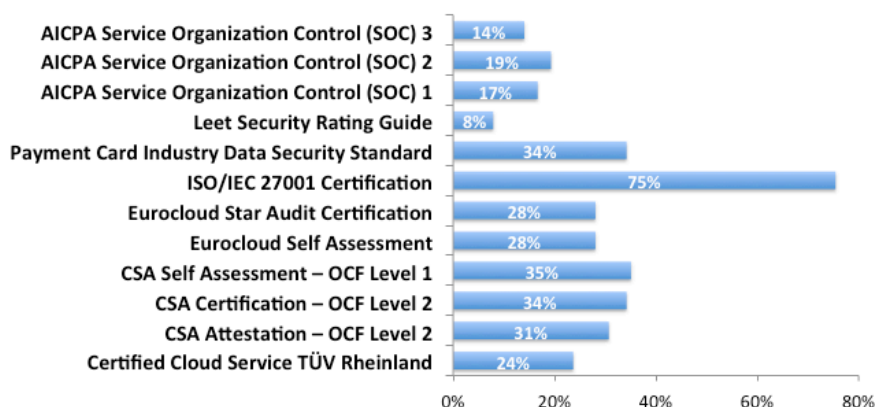 AICPA Service Organization Control (SOC) 3 14%
AICPA Service Organization Control (SOC) 2 19%
AICPA Service Organization Control (SOC) 1 17%
Leet Security Rating Guide 8%
Payment Card Industry Data Security Standard 34%
ISO/IEC 27001 Certification 75%
Eurocloud Star Audit Certification 28%
Eurocloud Self Assessment 28%
CSA Self Assessment – OCF Level 1 35%
CSA Certification – OCF Level 2 34%
CSA Attestation – OCF Level 2 31%
Certified Cloud Service TÜV Rheinland 24%
0% 20% 40% 60% 80%